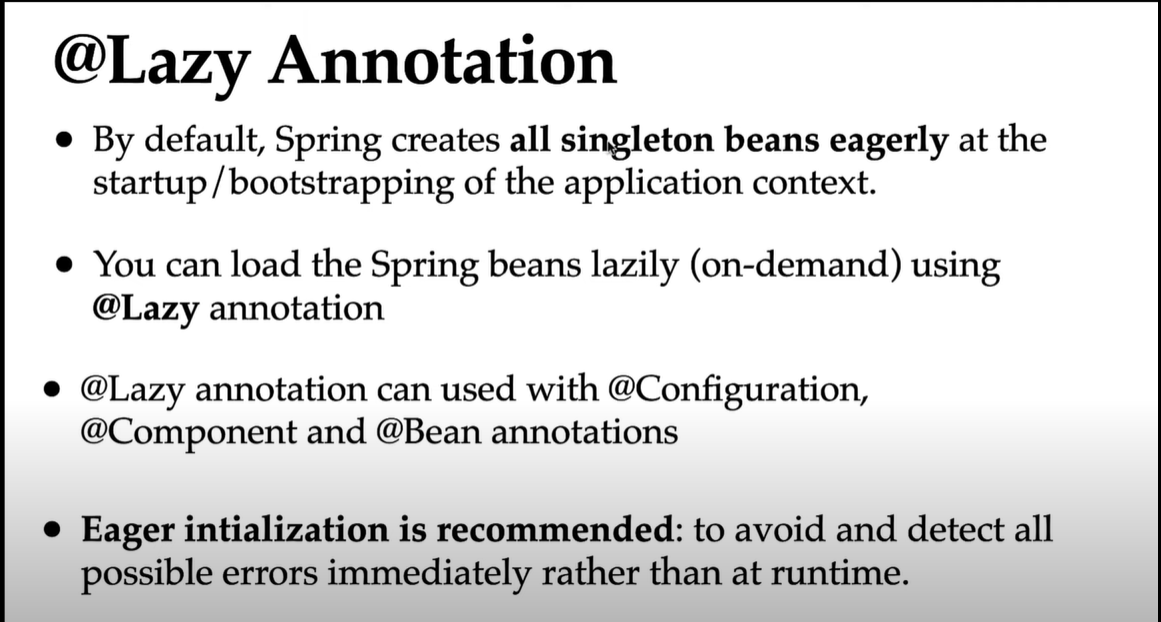 @Lazy Annotation
• By default, Spring creates all singleton beans eagerly at the
startup/bootstrapping of the application context.
• You can load the Spring beans lazily (on-demand) using
@Lazy annotation
• @Lazy annotation can used with @Configuration,
@Component and @Bean annotations
• Eager intialization is recommended: to avoid and detect all
possible errors immediately rather than at runtime.